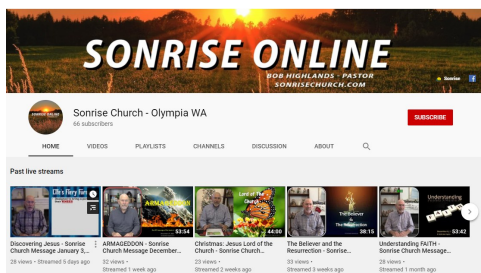 SONRISE ONLINE
BOB HIGHLANDS - PASTOR
SONRISECHURCH.COM
Sonrise
SONRISE ONLINE
Sonrise Church - Olympia WA
66 subscribers
SUBSCRIBE
HOME VIDEOS PLAYLISTS CHANNELS DISCUSSION ABOUT
Past live streams
ARMAGEDDON
53:54
Lord of The
Church
44:00
The Believer
&
The Resurrection
38:15
Understanding
53:42
Discovering Jesus - Sonrise
Church Message January 3,...
28 views • Streamed 5 days ago
ARMAGEDDON - Sonrise
Church Message December...
32 views •
Streamed 1 week ago
Christmas: Jesus Lord of the
Church - Sonrise Church...
23 views •
Streamed 2 weeks ago
The Believer and the
Resurrection - Sonrise...
33 views •
Streamed 3 weeks ago
Understanding FAITH -
Sonrise Church Message...
28 views •
Streamed 1 month ago